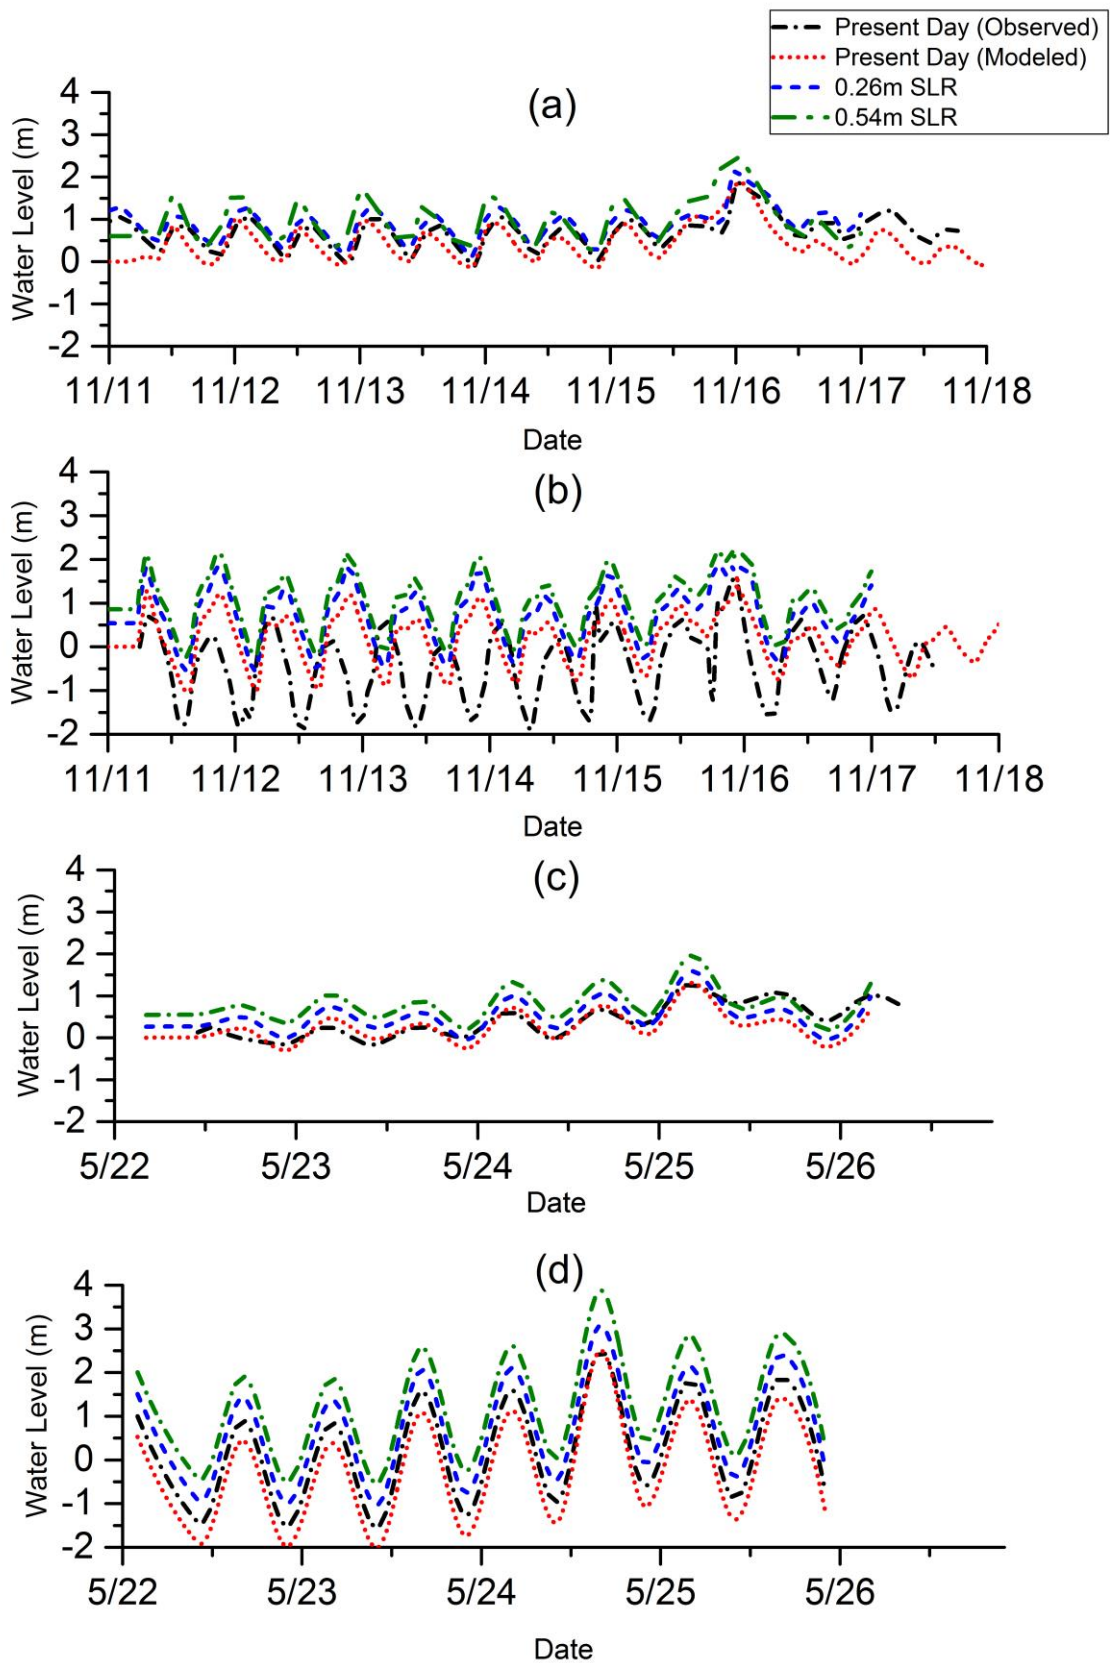 Present Day (Observed)
Present Day (Modeled)
0.26m SLR
0.54m SLR
(a)
Water Level (m)
4
3
2
1
0
-1
-2
11/11 11/12 11/13 11/14 11/15 11/16 11/17 11/18
Date
(b)
Water Level (m)
4
3
2
1
0
-1
-2
11/11 11/12 11/13 11/14 11/15 11/16 11/17 11/18
Date
(c)
Water Level (m)
4
3
2
1
0
-1
-2
5/22 5/23 5/24 5/25 5/26
Date
(d)
Water Level (m)
4
3
2
1
0
-1
-2
5/22 5/23 5/24 5/25 5/26
Date